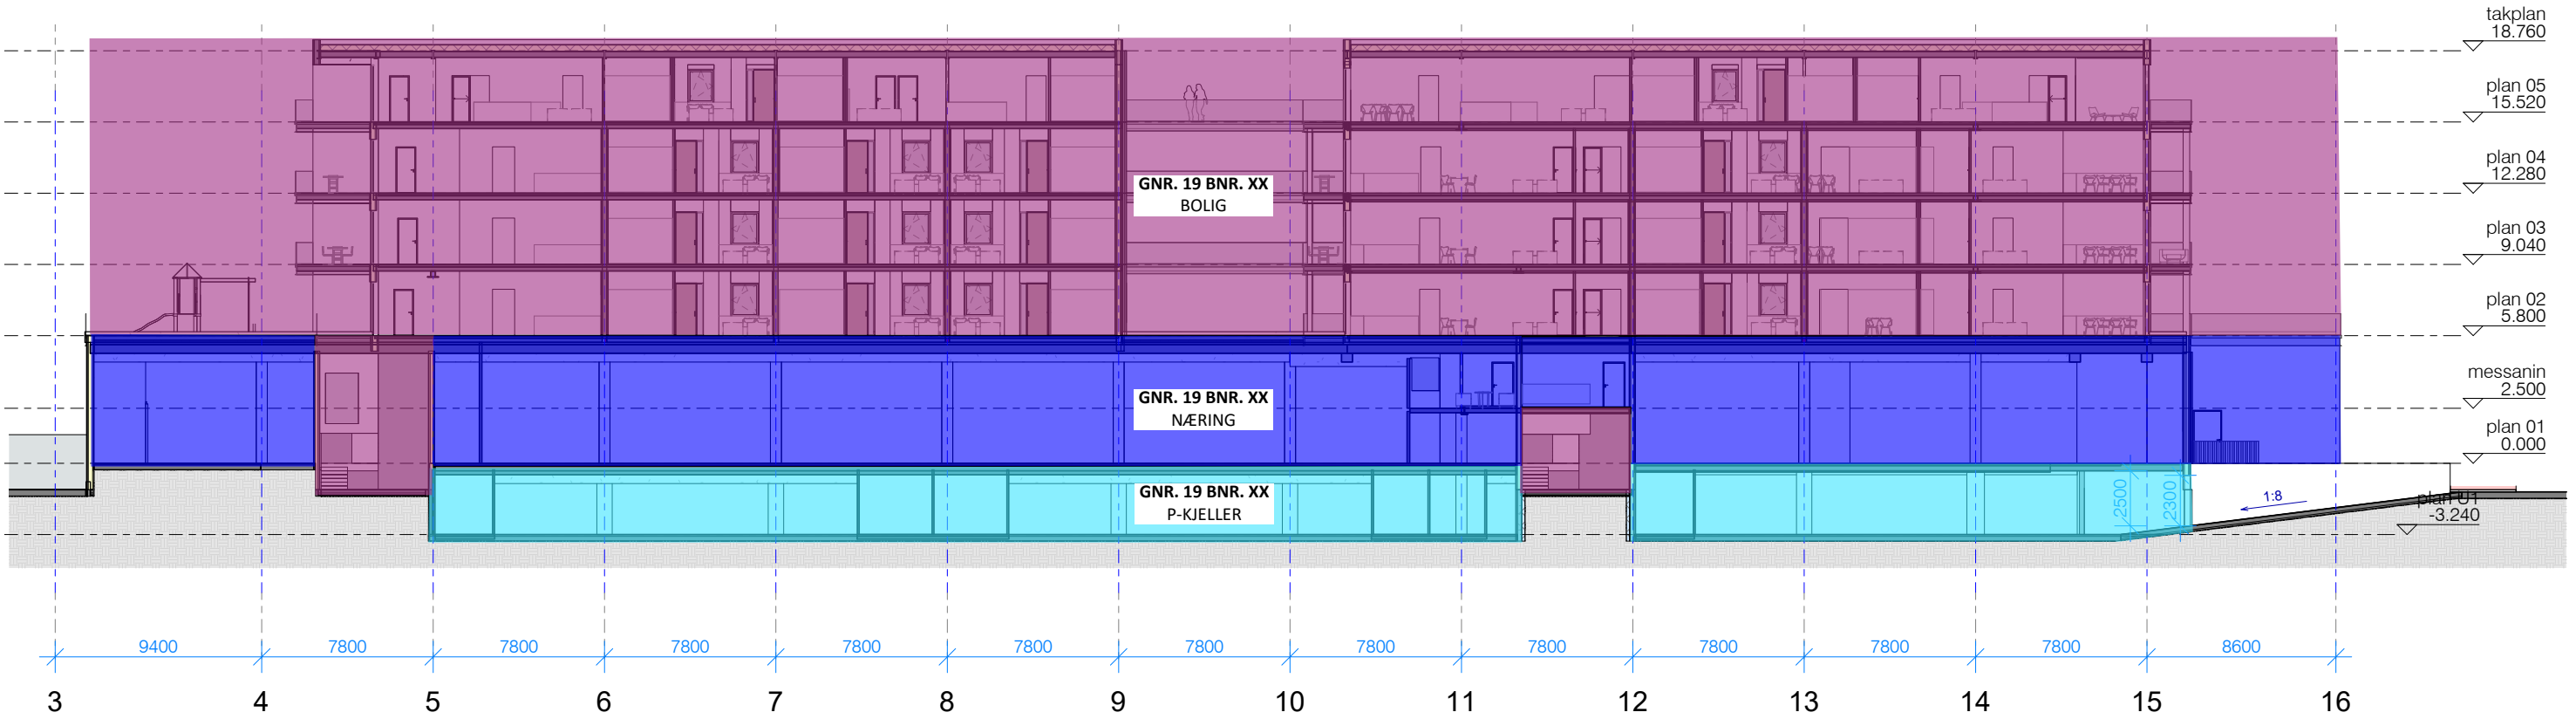 takplan
18.760
plan 05
15.520
plan 04
12.280
GNR. 19 BNR. XX
BOLIG
plan 03
9.040
plan 02
5.800
messanin
2.500
GNR. 19 BNR. XX
NÆRING
plan 01
0.000
GNR. 19 BNR. XX
P-KJELLER
2500
2300
1:8
plan U1
-3.240
9400 7800 7800 7800 7800 7800 7800 7800 7800 7800 7800 7800 8600
3 4 5 6 7 8 9 10 11 12 13 14 15 16